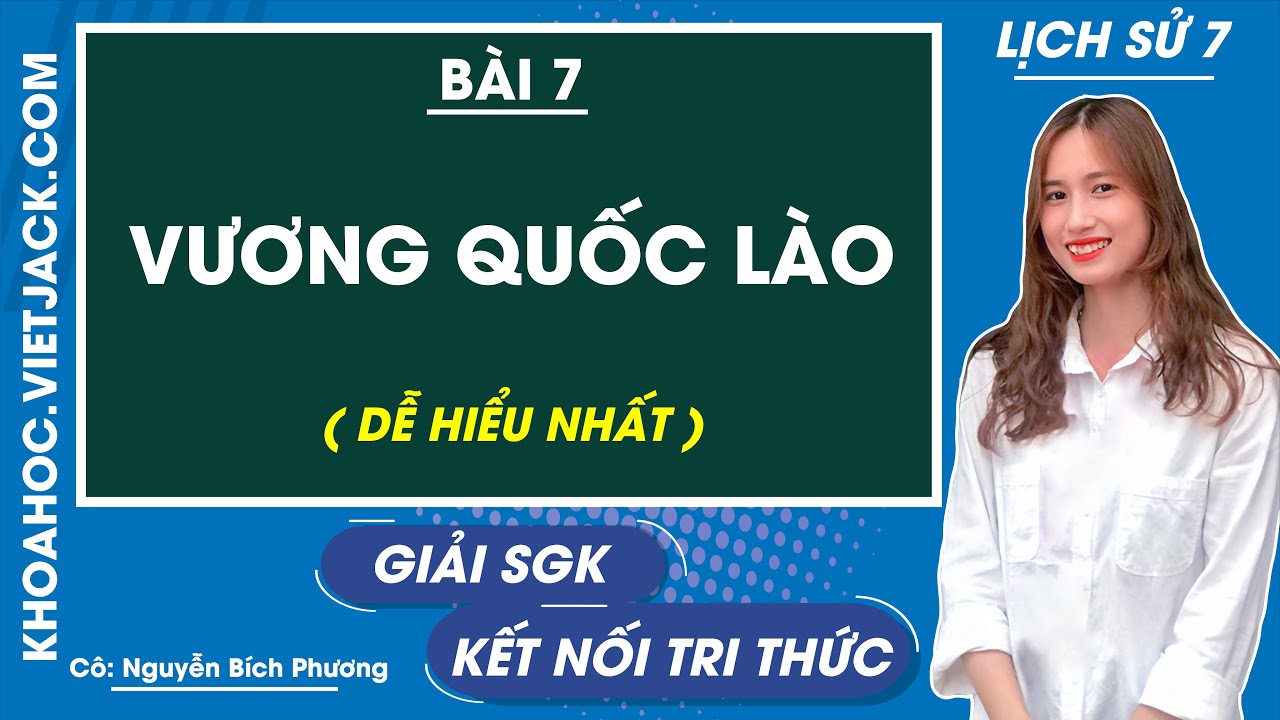 LỊCH SỬ 7
BÀI 7
VƯƠNG QUỐC LÀO
( DỄ HIỂU NHẤT )
GIẢI SGK
KẾT NỐI TRI THỨC
Cô: Nguyễn Bích Phương
KHOAHOC.VIETJACK.COM